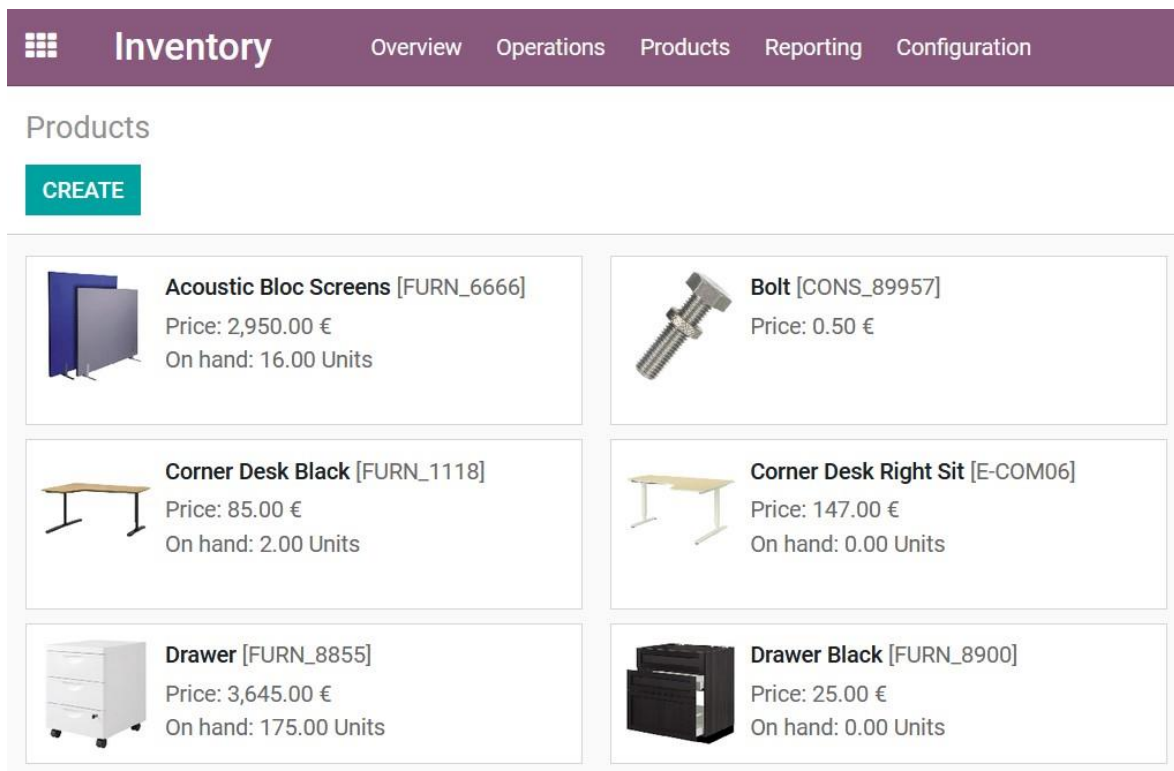 Inventory Overview Operations Products Reporting Configuration
Products
CREATE
Acoustic Bloc Screens [FURN_6666]
Price: 2,950.00 €
On hand: 16.00 Units
Bolt [CONS_89957]
Price: 0.50 €
Corner Desk Black [FURN_1118]
Price: 85.00 €
On hand: 2.00 Units
Corner Desk Right Sit [E-COM06]
Price: 147.00 €
On hand: 0.00 Units
Drawer [FURN_8855]
Price: 3,645.00 €
On hand: 175.00 Units
Drawer Black [FURN_8900]
Price: 25.00 €
On hand: 0.00 Units